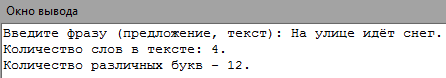 Окно вывода
Введите фразу (предложение, текст): На улице идёт снег.
Количество слов в тексте: 4.
Количество различных букв - 12.